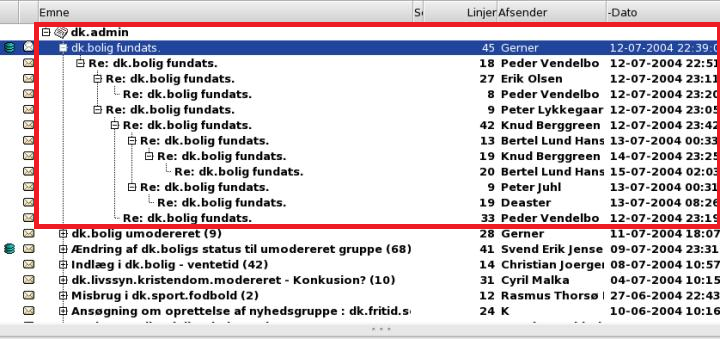 Emne Linjer Afsender -Dato
dk.admin
dk.bolig fundats. 45 Gerner 12-07-2004 22:39:0
Re: dk.bolig fundats. 18 Peder Vendelbo 12-07-2004 22:51
Re: dk.bolig fundats. 27 Erik Olsen 12-07-2004 23:11
Re: dk.bolig fundats. 8 Peder Vendelbo 12-07-2004 23:20
Re: dk.bolig fundats. 9 Peter Lykkegaar 12-07-2004 23:05
Re: dk.bolig fundats. 42 Knud Berggreen 12-07-2004 23:42
Re: dk.bolig fundats. 13 Bertel Lund Hans 13-07-2004 00:33
Re: dk.bolig fundats. 19 Knud Berggreen 14-07-2004 23:25
Re: dk.bolig fundats. 20 Bertel Lund Hans 15-07-2004 02:03
Re: dk.bolig fundats. 9 Peter Juhl 13-07-2004 00:31
Re: dk.bolig fundats. 19 Deaster 13-07-2004 08:26
Re: dk.bolig fundats. 33 Peder Vendelbo 12-07-2004 23:19
dk.bolig umodereret (9) 28 Gerner 11-07-2004 18:07
Ændring af dk.boligs status til umodereret gruppe (68) 41 Svend Erik Jense 09-07-2004 23:31
Indlæg i dk.bolig - ventetid (42) 14 Christian Joerger 08-07-2004 10:57
dk.livssyn.kristendom.modereret - Konkusion? (10) 31 Cyril Malka 04-07-2004 10:15
Misbrug i dk.sport.fodbold (2) 12 Rasmus Thorsø 27-06-2004 22:43
Ansøgning om oprettelse af nyhedsgruppe : dk.fritid.s 24 K 10-06-2004 10:16